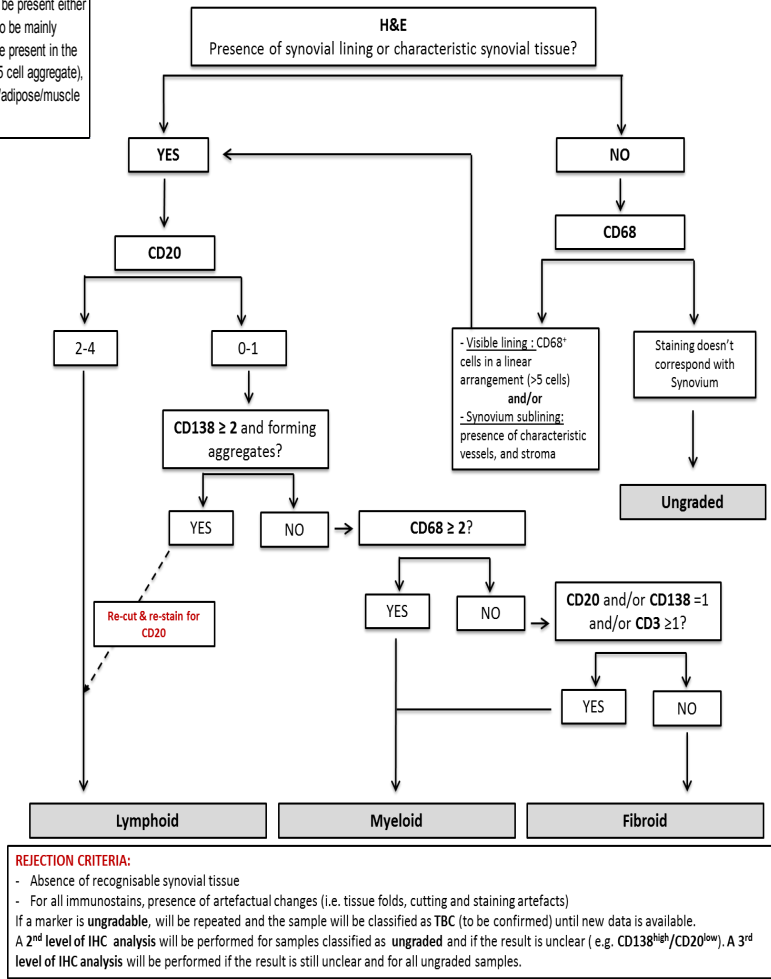 be present either
o be mainly
e present in the
5 cell aggregate),
/adipose/muscle
H&E
Presence of synovial lining or characteristic synovial tissue?
YES
NO
CD20
CD68
2-4
0-1
- Visible lining : CD68+
cells in a linear
arrangement (>5 cells)
and/or
- Synovium sublining:
presence of characteristic
vessels, and stroma
Staining doesn't
correspond with
Synovium
CD138 ≥ 2 and forming
aggregates?
Ungraded
YES
NO
CD68 ≥ 2?
Re-cut & re-stain for
CD20
YES
NO
CD20 and/or CD138 =1
and/or CD3 ≥1?
YES
NO
Lymphoid
Myeloid
Fibroid
REJECTION CRITERIA:
- Absence of recognisable synovial tissue
- For all immunostains, presence of artefactual changes (i.e. tissue folds, cutting and staining artefacts)
If a marker is ungradable, will be repeated and the sample will be classified as TBC (to be confirmed) until new data is available.
A 2nd level of IHC analysis will be performed for samples classified as ungraded and if the result is unclear ( e.g. CD138high/CD20low). A 3rd
level of IHC analysis will be performed if the result is still unclear and for all ungraded samples.